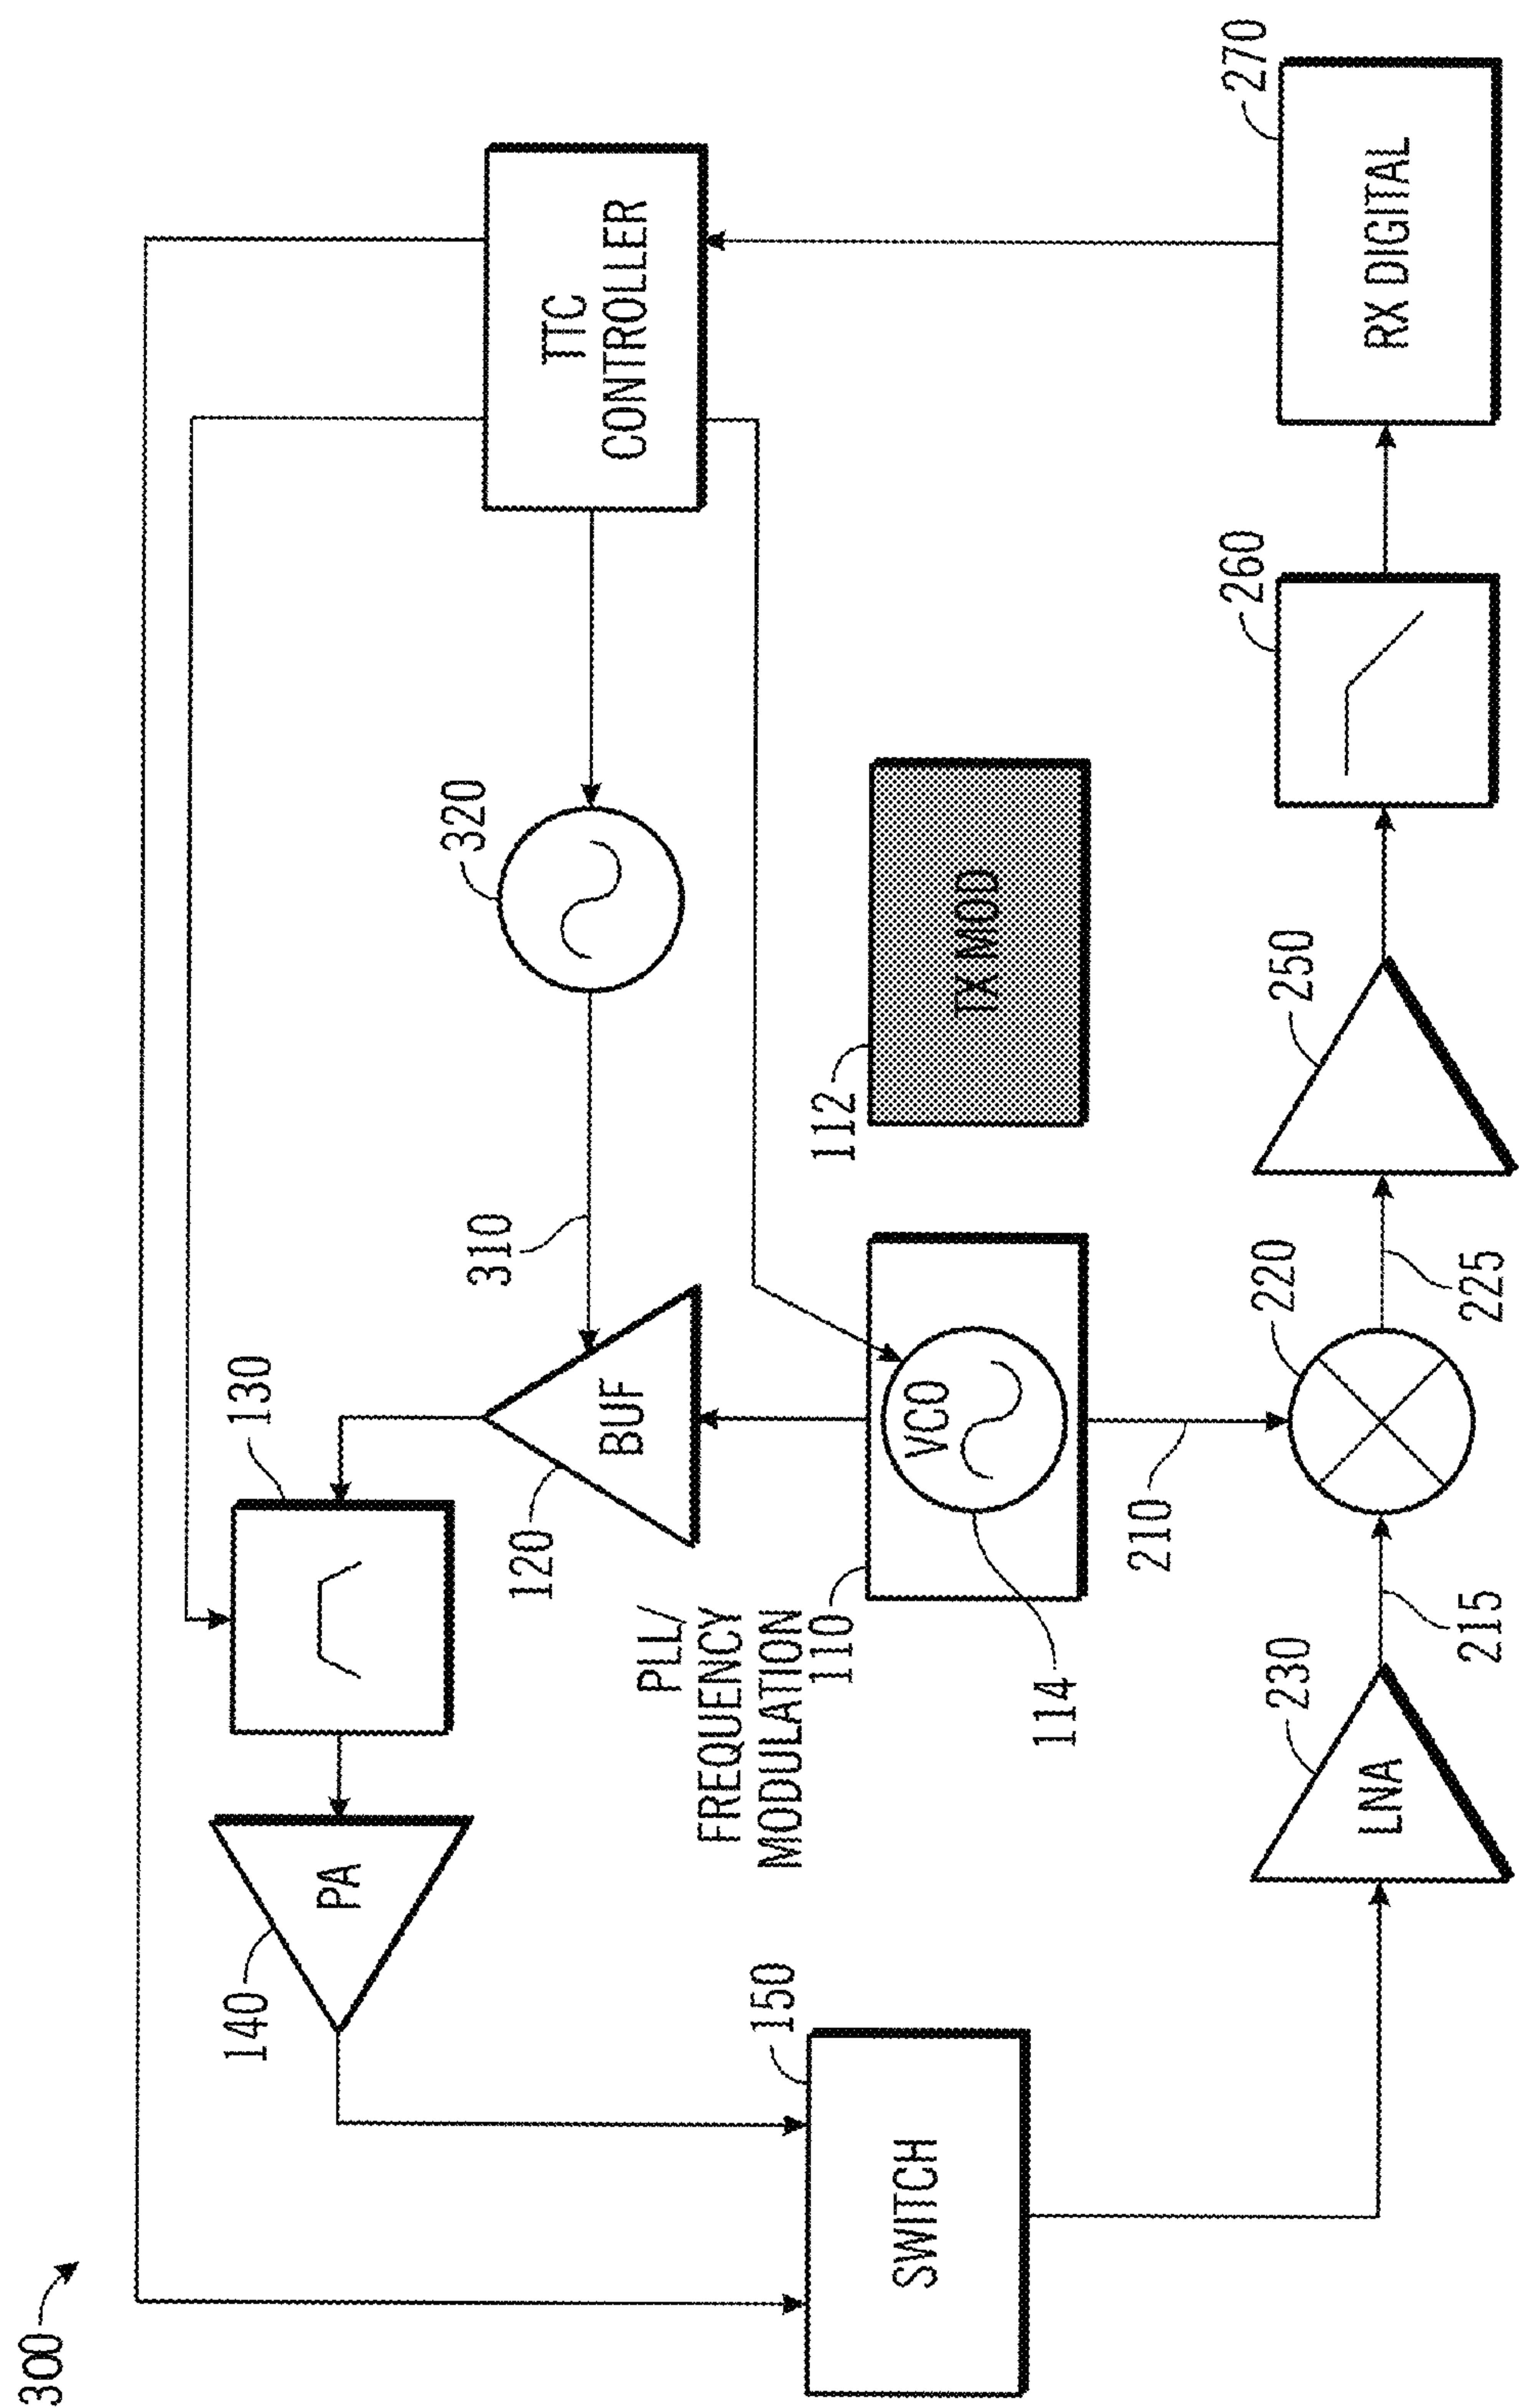 300
TTC
CONTROLLER
320
310
130
BUF
120
PA
140
PLL/
FREQUENCY
MODULATION
110
VCO
114
TX MOD
112
150
SWITCH
210
LNA
230
215
220
225
250
260
RX DIGITAL
270